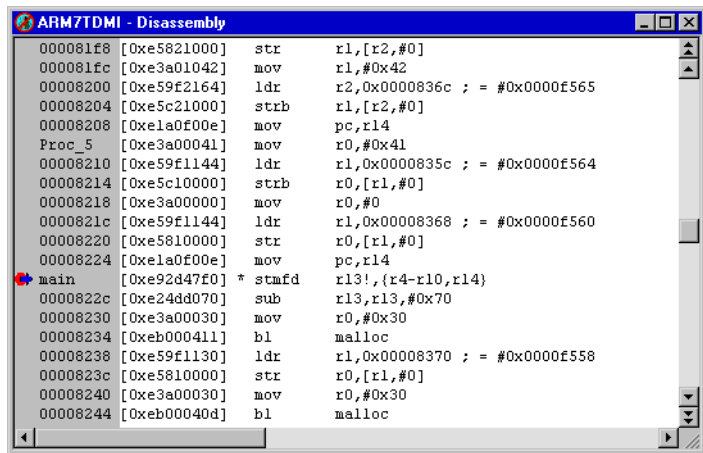 ARM7TDMI - Disassembly
000081f8 [0xe5821000] str r1,[r2,#0]
000081fc [0xe3a01042] mov r1,#0x42
00008200 [0xe59f2164] ldr r2,0x0000836c ; = #0x0000f565
00008204 [0xe5c21000] strb r1,[r2,#0]
00008208 [0xe1a0f00e] mov pc,r14
Proc_5 [0xe3a00041] mov r0,#0x41
00008210 [0xe59f1144] ldr r1,0x0000835c ; = #0x0000f564
00008214 [0xe5c10000] strb r0,[r1,#0]
00008218 [0xe3a00000] mov r0,#0
0000821c [0xe59f1144] ldr r1,0x00008368 ; = #0x0000f560
00008220 [0xe5810000] str r0,[r1,#0]
00008224 [0xe1a0f00e] mov pc,r14
main [0xe92d47f0] * stmfd r13!,{r4-r10,r14}
0000822c [0xe24dd070] sub r13,r13,#0x70
00008230 [0xe3a00030] mov r0,#0x30
00008234 [0xeb000411] bl malloc
00008238 [0xe59f1130] ldr r1,0x00008370 ; = #0x0000f558
0000823c [0xe5810000] str r0,[r1,#0]
00008240 [0xe3a00030] mov r0,#0x30
00008244 [0xeb00040d] bl malloc